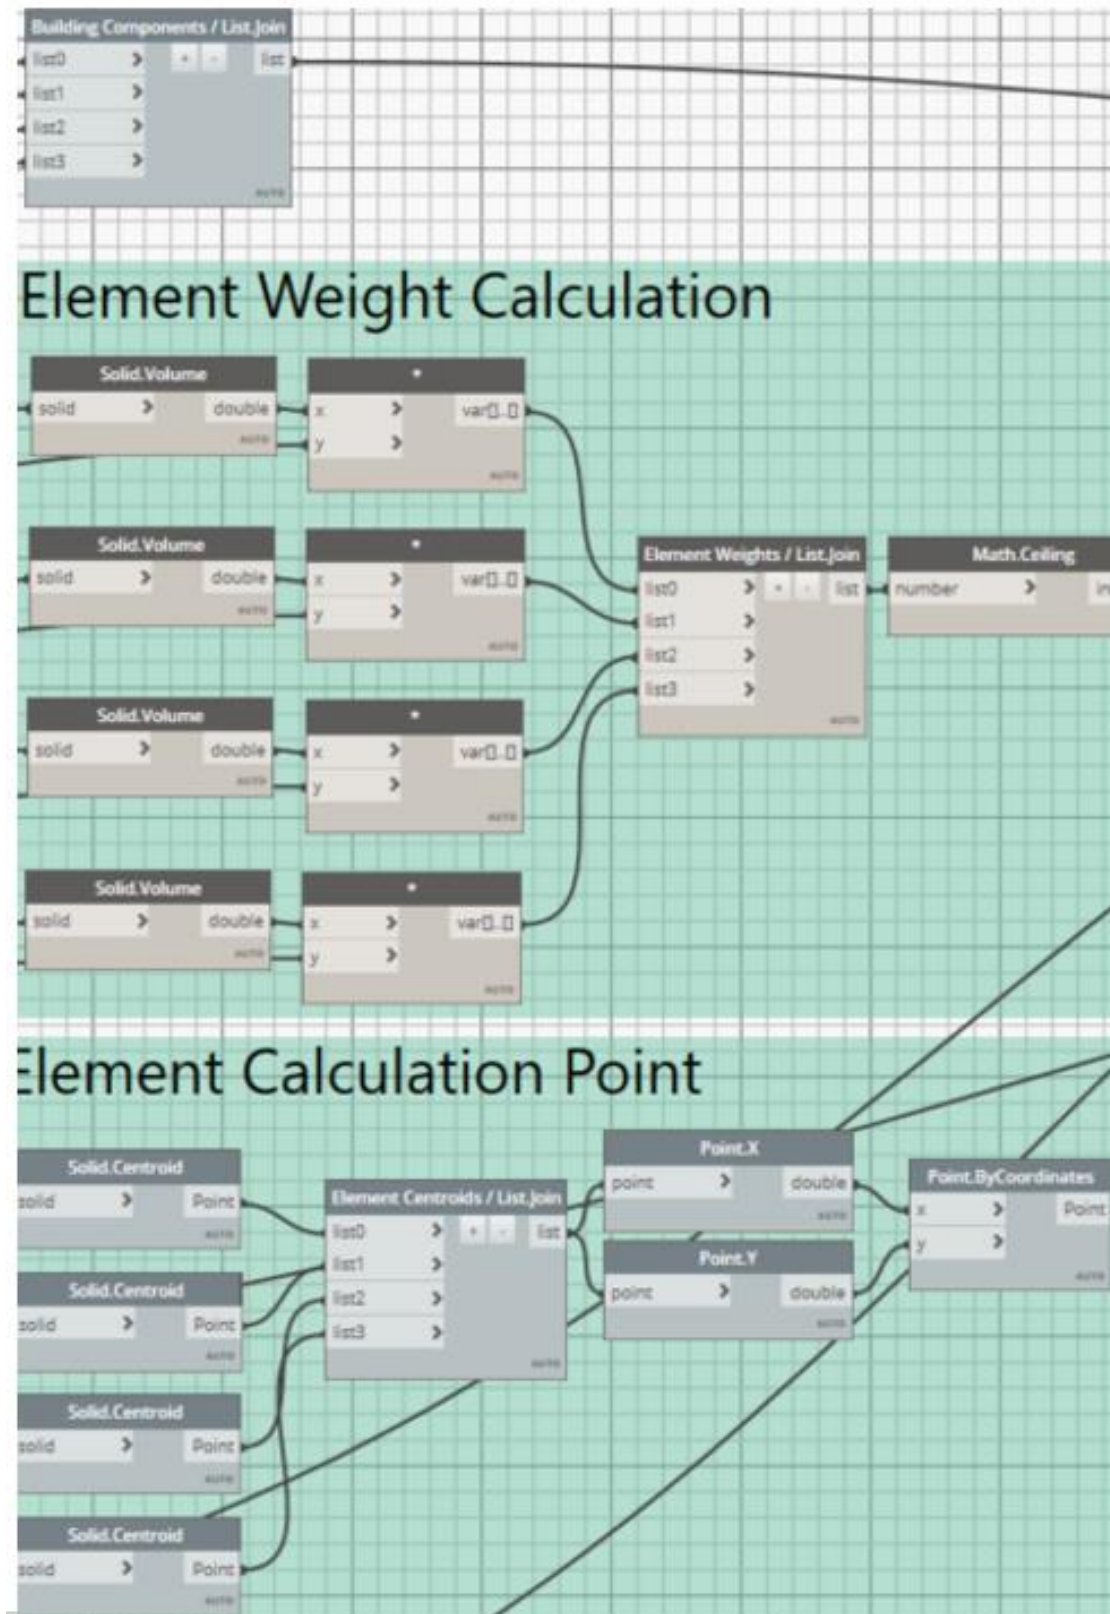 Building Components / List.Join
list0 > + - list
list1 >
list2 >
list3 >
AUTO
Element Weight Calculation
Solid.Volume
solid > double
AUTO
*
x > var[]..[]
y >
AUTO
Solid.Volume
solid > double
AUTO
*
x > var[]..[]
y >
AUTO
Element Weights / List.Join
list0 > + - list
list1 >
list2 >
list3 >
AUTO
Math.Ceiling
number >
Solid.Volume
solid > double
AUTO
*
x > var[]..[]
y >
AUTO
Solid.Volume
solid > double
AUTO
*
x > var[]..[]
y >
AUTO
Element Calculation Point
Solid.Centroid
solid > Point
AUTO
Element Centroids / List.Join
list0 > + - list
list1 >
list2 >
list3 >
AUTO
Point.X
point > double
AUTO
Point.Y
point > double
AUTO
Point.ByCoordinates
x > Point
y >
AUTO
Solid.Centroid
solid > Point
AUTO
Solid.Centroid
solid > Point
AUTO
Solid.Centroid
solid > Point
AUTO